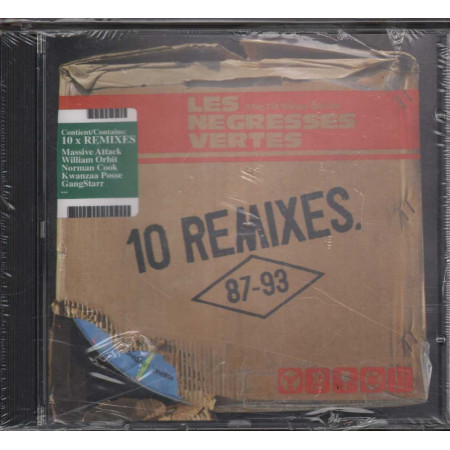 LES
NEGRESSES
VERTES
Contient/Contains:
10 x REMIXES
Massive Attack
William Orbit
Norman Cook
Kwanzaa Posse
GangStarr
...
10 REMIXES.
87-93